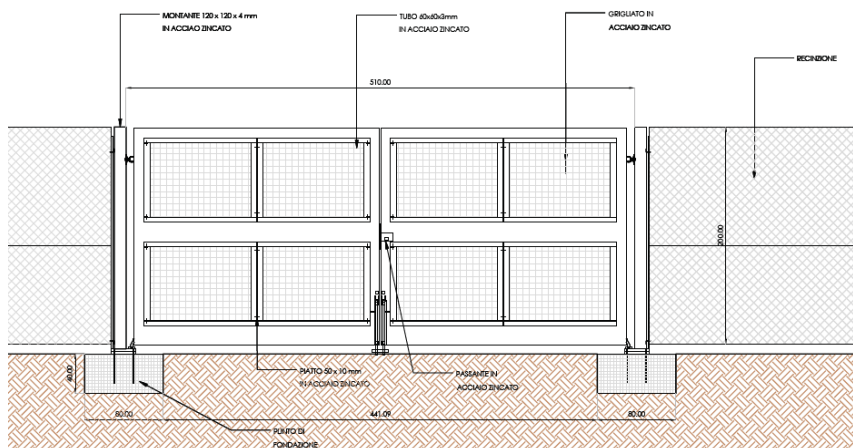 MONTANTE 120 x 120 x 4 mm
IN ACCIAO ZINCATO
TUBO 60x60x3mm
IN ACCIAIO ZINCATO
GRIGLIATO IN
ACCIAIO ZINCATO
RECINZIONE
510.00
200.00
40.00
PIATTO 50 x 10 mm
IN ACCIAIO ZINCATO
PASSANTE IN
ACCIAIO ZINCATO
80.00
441.09
80.00
PUNTO DI
FONDAZIONE